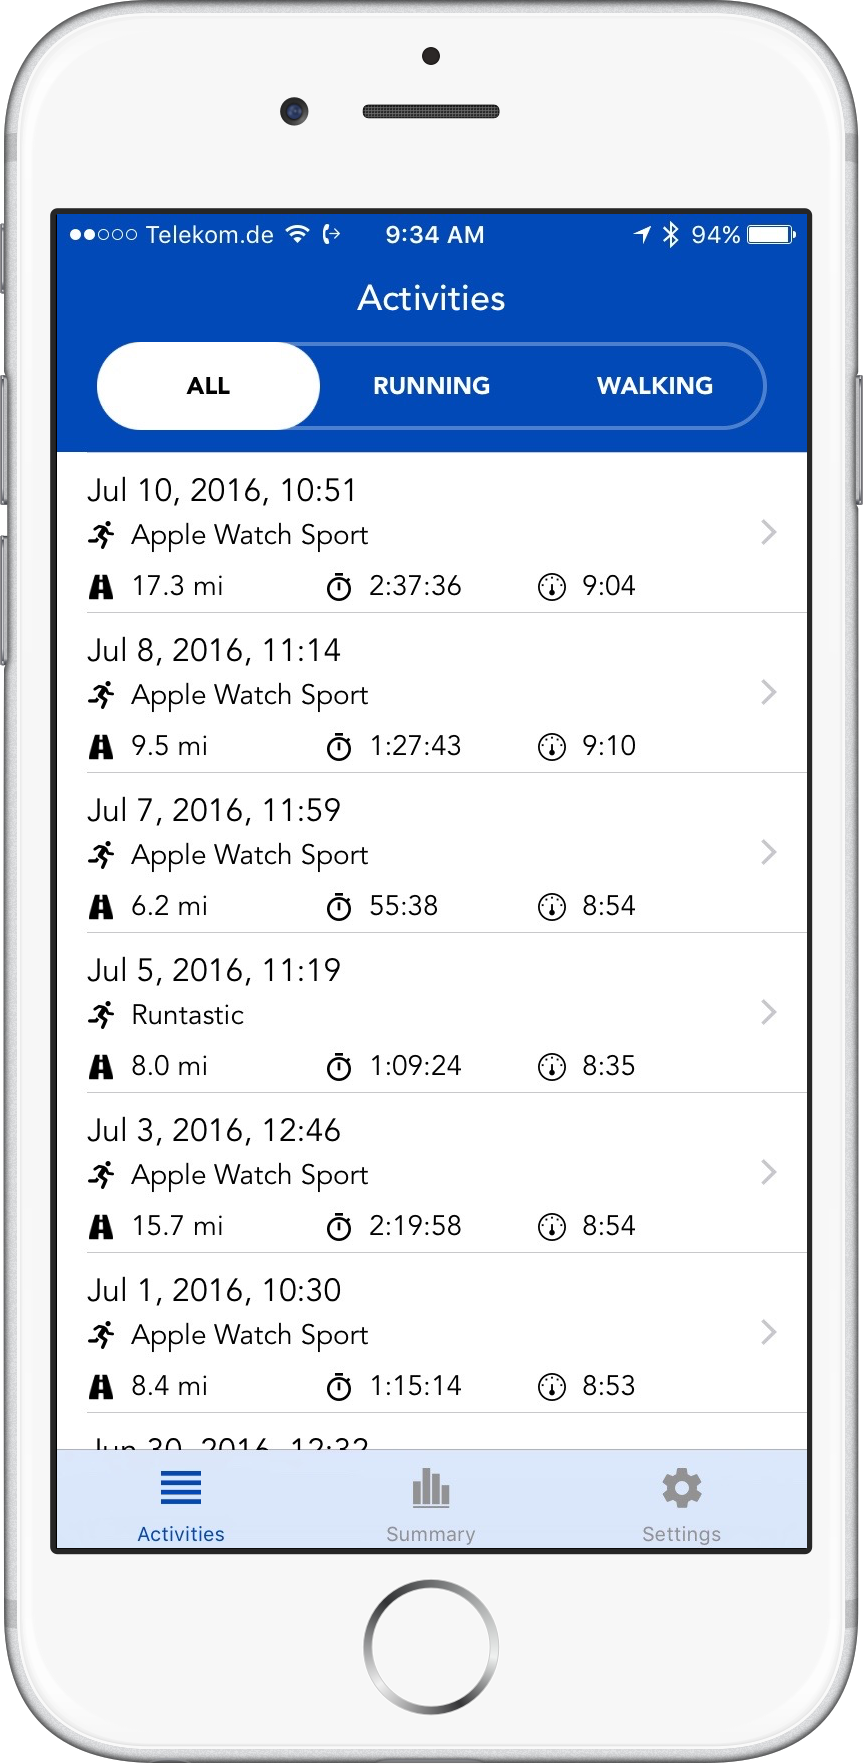 Telekom.de 9:34 AM 94%
Activities
ALL RUNNING WALKING
Jul 10, 2016, 10:51
Apple Watch Sport
17.3 mi 2:37:36 9:04
Jul 8, 2016, 11:14
Apple Watch Sport
9.5 mi 1:27:43 9:10
Jul 7, 2016, 11:59
Apple Watch Sport
6.2 mi 55:38 8:54
Jul 5, 2016, 11:19
Runtastic
8.0 mi 1:09:24 8:35
Jul 3, 2016, 12:46
Apple Watch Sport
15.7 mi 2:19:58 8:54
Jul 1, 2016, 10:30
Apple Watch Sport
8.4 mi 1:15:14 8:53
Jun 30, 2016, 12:32
Activities Summary Settings